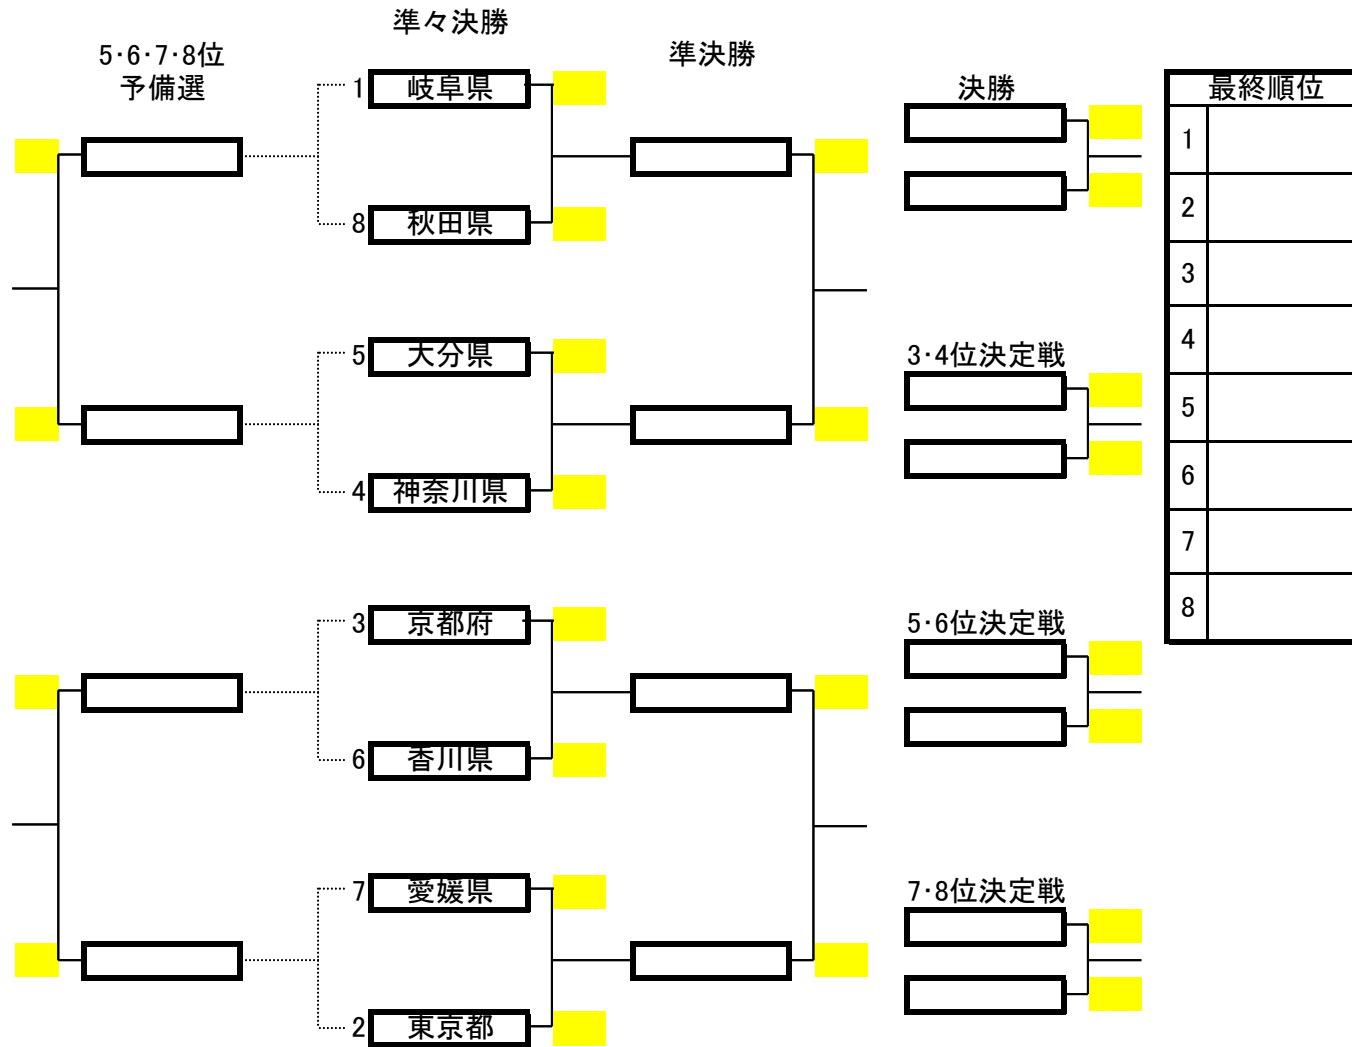 準々決勝
5･6･7･8位
予備選
準決勝
1 岐阜県
決勝
最終順位
1
8 秋田県
2
3
5 大分県
3･4位決定戦
4
5
4 神奈川県
6
7
3 京都府
5･6位決定戦
8
6 香川県
7 愛媛県
7･8位決定戦
2 東京都